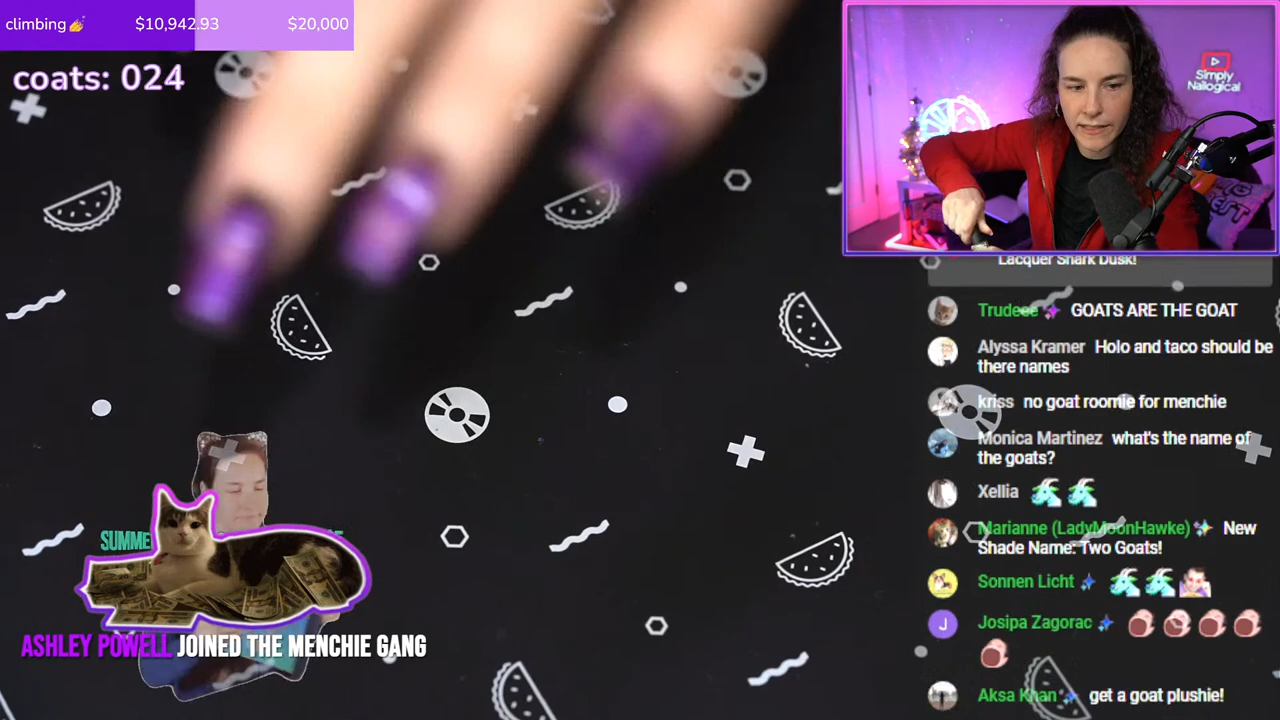 climbing💅 $10,942.93 $20,000
coats: 024
Simply
Nailogical
Lacquer Shark Dusk!
Trudeee GOATS ARE THE GOAT
Alyssa Kramer Holo and taco should be
there names
kriss no goat roomie for menchie
Monica Martinez what's the name of
the goats?
Xellia
Marianne (LadyMoonHawke) New
Shade Name: Two Goats!
Sonnen Licht
J Josipa Zagorac
Aksa Khan get a goat plushie!
SUMME
ASHLEY POWELL JOINED THE MENCHIE GANG